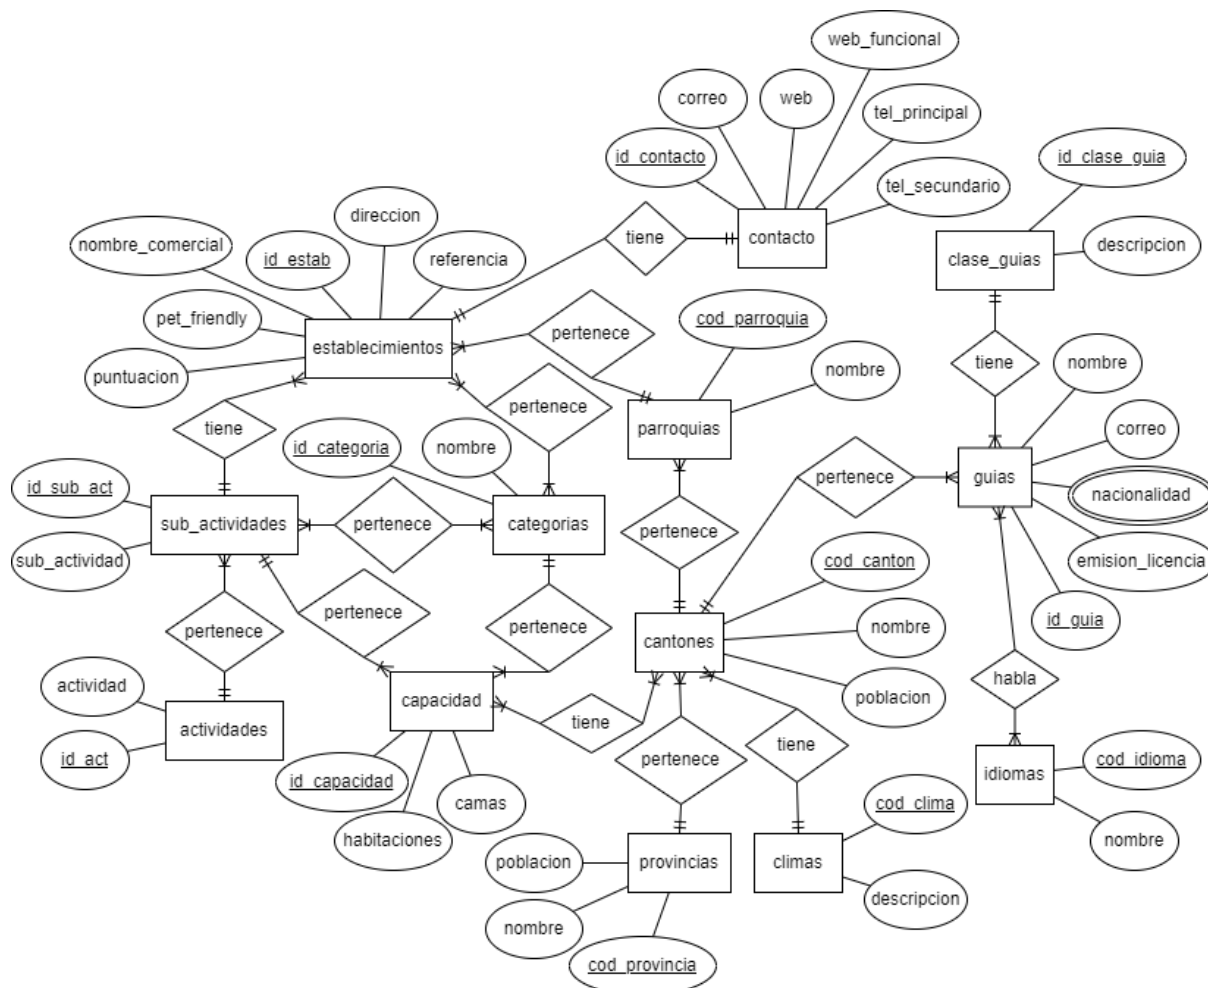 web_funcional
correo
web
tel_principal
id_contacto
id_clase_guia
tel_secundario
direccion
nombre_comercial
id_estab
referencia
tiene
contacto
clase_guias
descripcion
pet_friendly
establecimientos
pertenece
cod_parroquia
puntuacion
nombre
tiene
nombre
pertenece
tiene
id_categoria
nombre
parroquias
correo
pertenece
guias
id_sub_act
nacionalidad
sub_actividades
pertenece
categorias
pertenece
sub_actividad
cod_canton
emision_licencia
pertenece
id_guia
pertenece
pertenece
cantones
nombre
habla
actividad
capacidad
poblacion
tiene
actividades
tiene
id_act
pertenece
cod_idioma
idiomas
id_capacidad
camas
cod_clima
habitaciones
nombre
poblacion
provincias
climas
descripcion
nombre
cod_provincia